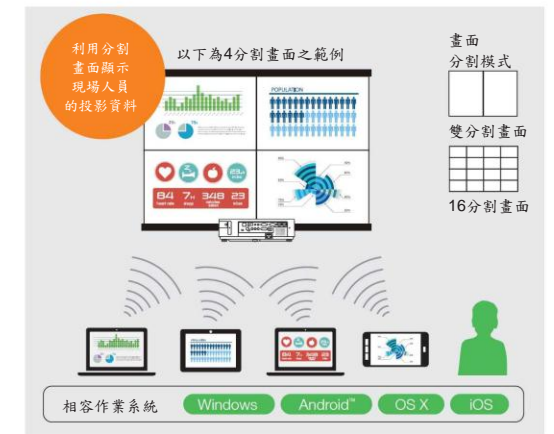 利用分割
畫面顯示
現場人員
的投影資料
以下為4分割畫面之範例
畫面
分割模式
雙分割畫面
16分割畫面
POPULATION
84
7H
348
23
相容作業系統
Windows
Android™
OS X
iOS